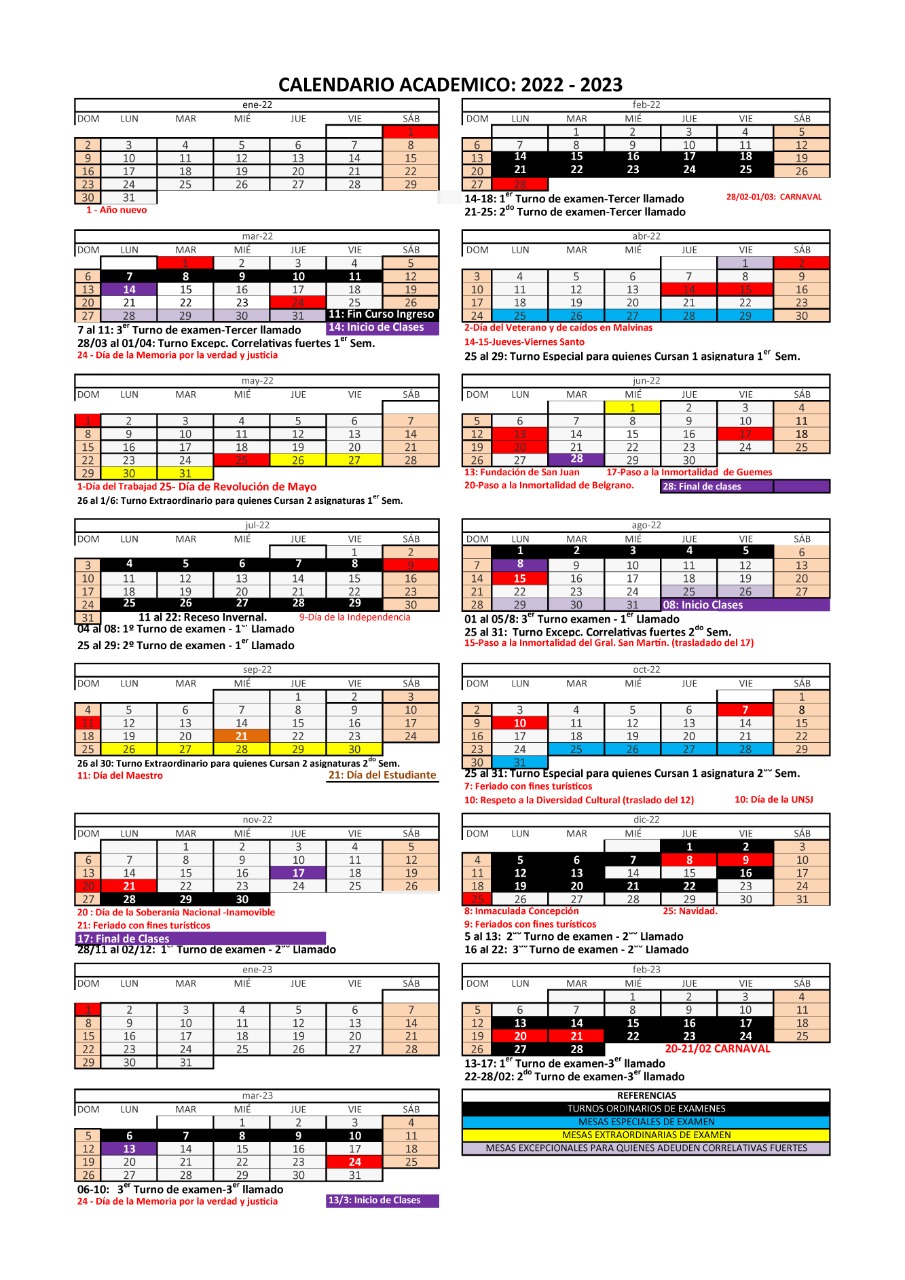 CALENDARIO ACADEMICO: 2022 - 2023
ene-22
DOM LUN MAR MIÉ JUE VIE SÁB
1
2 3 4 5 6 7 8
9 10 11 12 13 14 15
16 17 18 19 20 21 22
23 24 25 26 27 28 29
30 31
1 - Año nuevo
feb-22
DOM LUN MAR MIÉ JUE VIE SÁB
1 2 3 4 5
6 7 8 9 10 11 12
13 14 15 16 17 18 19
20 21 22 23 24 25 26
27 28
14-18: 1er Turno de examen-Tercer llamado 28/02-01/03: CARNAVAL
21-25: 2do Turno de examen-Tercer llamado
mar-22
DOM LUN MAR MIÉ JUE VIE SÁB
1 2 3 4 5
6 7 8 9 10 11 12
13 14 15 16 17 18 19
20 21 22 23 24 25 26
27 28 29 30 31 11: Fin Curso Ingreso
7 al 11: 3er Turno de examen-Tercer llamado 14: Inicio de Clases
28/03 al 01/04: Turno Excepc. Correlativas fuertes 1er Sem.
24 - Día de la Memoria por la verdad y justicia
abr-22
DOM LUN MAR MIÉ JUE VIE SÁB
1 2
3 4 5 6 7 8 9
10 11 12 13 14 15 16
17 18 19 20 21 22 23
24 25 26 27 28 29 30
2-Día del Veterano y de caídos en Malvinas
14-15-Jueves-Viernes Santo
25 al 29: Turno Especial para quienes Cursan 1 asignatura 1er Sem.
may-22
DOM LUN MAR MIÉ JUE VIE SÁB
1 2 3 4 5 6 7
8 9 10 11 12 13 14
15 16 17 18 19 20 21
22 23 24 25 26 27 28
29 30 31
1-Día del Trabajad 25- Día de Revolución de Mayo
26 al 1/6: Turno Extraordinario para quienes Cursan 2 asignaturas 1er Sem.
jun-22
DOM LUN MAR MIÉ JUE VIE SÁB
1 2 3 4
5 6 7 8 9 10 11
12 13 14 15 16 17 18
19 20 21 22 23 24 25
26 27 28 29 30
13: Fundación de San Juan 17-Paso a la Inmortalidad de Guemes
20-Paso a la Inmortalidad de Belgrano. 28: Final de clases
jul-22
DOM LUN MAR MIÉ JUE VIE SÁB
1 2
3 4 5 6 7 8 9
10 11 12 13 14 15 16
17 18 19 20 21 22 23
24 25 26 27 28 29 30
31 11 al 22: Receso Invernal. 9-Día de la Independencia
04 al 08: 1º Turno de examen - 1 Llamado
25 al 29: 2º Turno de examen - 1er Llamado
ago-22
DOM LUN MAR MIÉ JUE VIE SÁB
1 2 3 4 5 6
7 8 9 10 11 12 13
14 15 16 17 18 19 20
21 22 23 24 25 26 27
28 29 30 31 08: Inicio Clases
01 al 05/8: 3er Turno de examen - 1er Llamado
25 al 31: Turno Excepc. Correlativas fuertes 2do Sem.
15-Paso a la Inmortalidad del Gral. San Martín. (trasladado del 17)
sep-22
DOM LUN MAR MIÉ JUE VIE SÁB
1 2 3
4 5 6 7 8 9 10
11 12 13 14 15 16 17
18 19 20 21 22 23 24
25 26 27 28 29 30
26 al 30: Turno Extraordinario para quienes Cursan 2 asignaturas 2do Sem.
11: Día del Maestro 21: Día del Estudiante
oct-22
DOM LUN MAR MIÉ JUE VIE SÁB
1
2 3 4 5 6 7 8
9 10 11 12 13 14 15
16 17 18 19 20 21 22
23 24 25 26 27 28 29
30 31
25 al 31: Turno Especial para quienes Cursan 1 asignatura 2 Sem.
7: Feriado con fines turísticos
10: Respeto a la Diversidad Cultural (traslado del 12) 10: Día de la UNSJ
nov-22
DOM LUN MAR MIÉ JUE VIE SÁB
1 2 3 4 5
6 7 8 9 10 11 12
13 14 15 16 17 18 19
20 21 22 23 24 25 26
27 28 29 30
20 : Día de la Soberanía Nacional -Inamovible
21: Feriado con fines turísticos
17: Final de Clases
28/11 al 02/12: 1 Turno de examen - 2 Llamado
dic-22
DOM LUN MAR MIÉ JUE VIE SÁB
1 2 3
4 5 6 7 8 9 10
11 12 13 14 15 16 17
18 19 20 21 22 23 24
25 26 27 28 29 30 31
8: Inmaculada Concepción 25: Navidad.
9: Feriados con fines turísticos
5 al 13: 2 Turno de examen - 2 Llamado
16 al 22: 3 Turno de examen - 2 Llamado
ene-23
DOM LUN MAR MIÉ JUE VIE SÁB
1 2 3 4 5 6 7
8 9 10 11 12 13 14
15 16 17 18 19 20 21
22 23 24 25 26 27 28
29 30 31
feb-23
DOM LUN MAR MIÉ JUE VIE SÁB
1 2 3 4
5 6 7 8 9 10 11
12 13 14 15 16 17 18
19 20 21 22 23 24 25
26 27 28 20-21/02 CARNAVAL
13-17: 1er Turno de examen-3er llamado
22-28/02: 2do Turno de examen-3er llamado
mar-23
DOM LUN MAR MIÉ JUE VIE SÁB
1 2 3 4
5 6 7 8 9 10 11
12 13 14 15 16 17 18
19 20 21 22 23 24 25
26 27 28 29 30 31
06-10: 3er Turno de examen-3er llamado
24 - Día de la Memoria por la verdad y justicia 13/3: Inicio de Clases
REFERENCIAS
TURNOS ORDINARIOS DE EXAMENES
MESAS ESPECIALES DE EXAMEN
MESAS EXTRAORDINARIAS DE EXAMEN
MESAS EXCEPCIONALES PARA QUIENES ADEUDEN CORRELATIVAS FUERTES